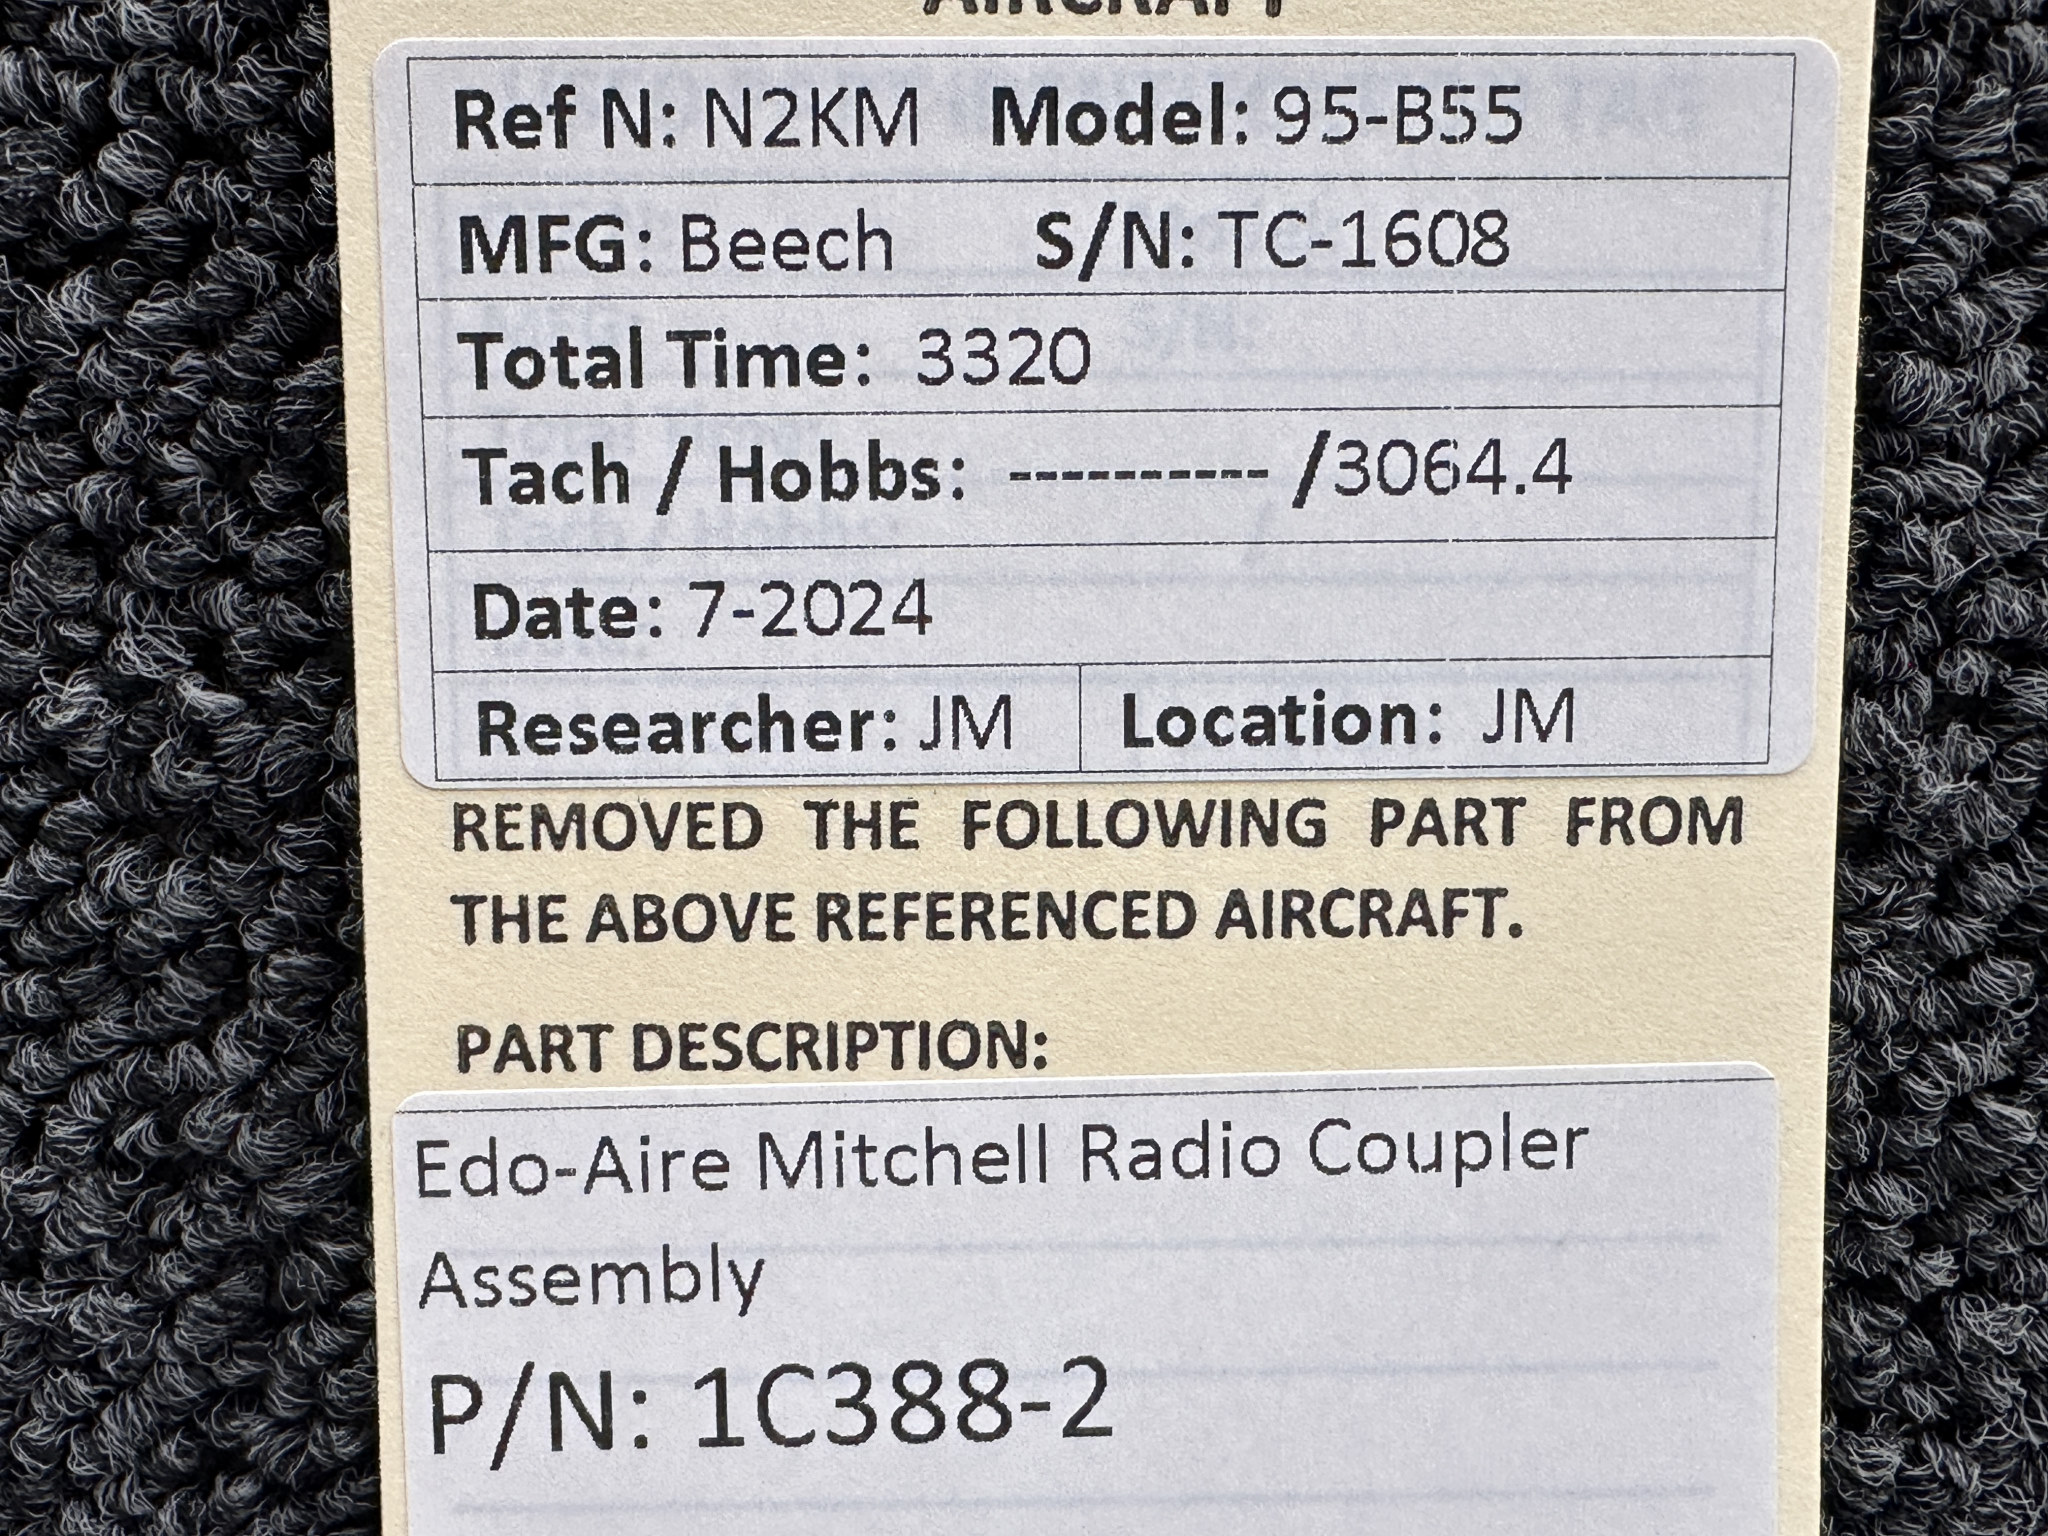 AIRCRAFT
Ref N: N2KM Model: 95-B55
MFG: Beech S/N: TC-1608
Total Time: 3320
Tach / Hobbs: ---------- /3064.4
Date: 7-2024
Researcher: JM Location: JM
REMOVED THE FOLLOWING PART FROM
THE ABOVE REFERENCED AIRCRAFT.
PART DESCRIPTION:
Edo-Aire Mitchell Radio Coupler
Assembly
P/N: 1C388-2